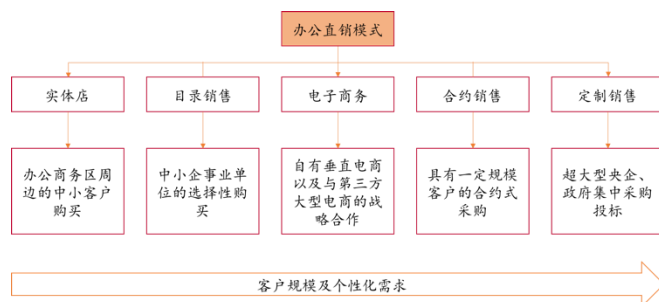 办公直销模式
实体店
目录销售
电子商务
合约销售
定制销售
办公商务区周
边的中小客户
购买
中小企事业单
位的选择性购
买
自有垂直电商
以及与第三方
大型电商的战
略合作
具有一定规模
客户的合约式
采购
超大型央企、
政府集中采购
投标
客户规模及个性化需求